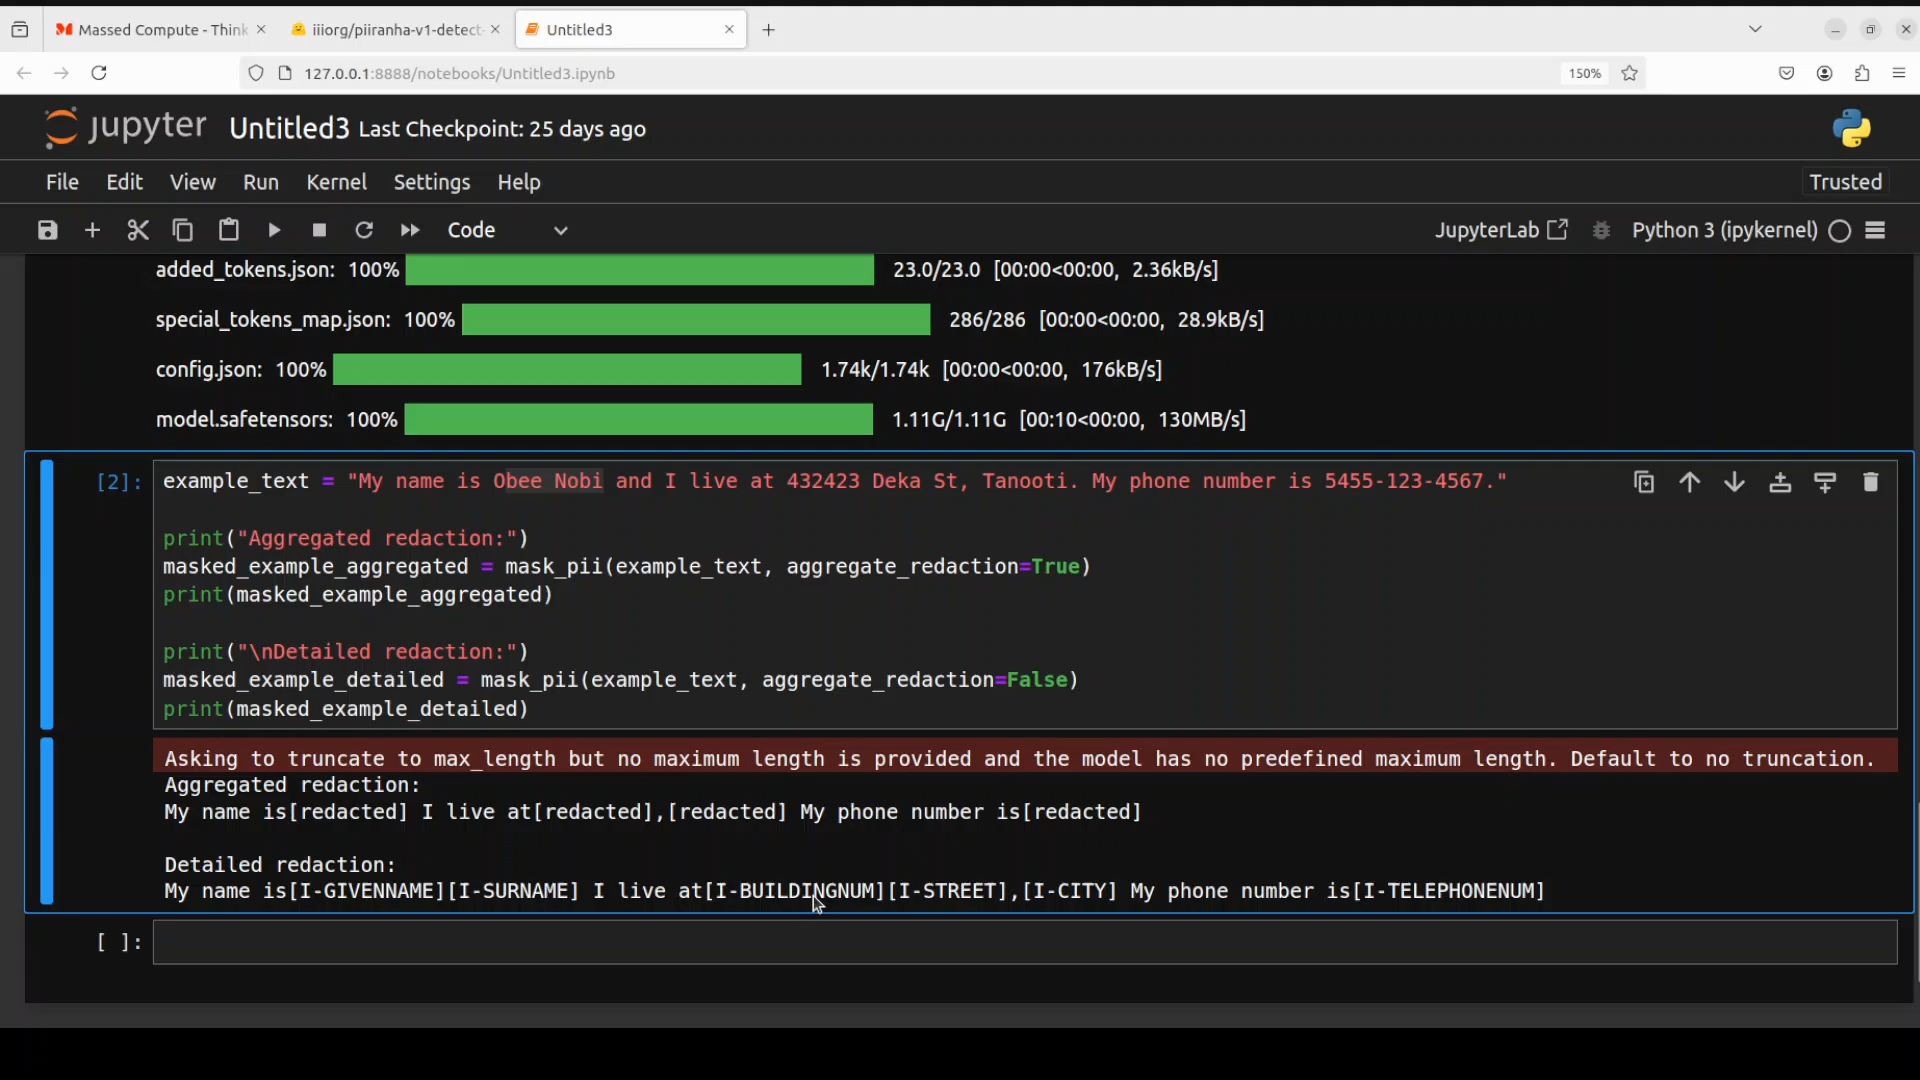 Massed Compute - Think
iiiorg/piiranha-v1-detect-
Untitled3
127.0.0.1:8888/notebooks/Untitled3.ipynb
150%
jupyter Untitled3 Last Checkpoint: 25 days ago
File Edit View Run Kernel Settings Help
Trusted
Code
JupyterLab
Python 3 (ipykernel)
added_tokens.json: 100% 23.0/23.0 [00:00<00:00, 2.36kB/s]
special_tokens_map.json: 100% 286/286 [00:00<00:00, 28.9kB/s]
config.json: 100% 1.74k/1.74k [00:00<00:00, 176kB/s]
model.safetensors: 100% 1.11G/1.11G [00:10<00:00, 130MB/s]
[2]: example_text = "My name is Obee Nobi and I live at 432423 Deka St, Tanooti. My phone number is 5455-123-4567."
print("Aggregated redaction:")
masked_example_aggregated = mask_pii(example_text, aggregate_redaction=True)
print(masked_example_aggregated)
print("\nDetailed redaction:")
masked_example_detailed = mask_pii(example_text, aggregate_redaction=False)
print(masked_example_detailed)
Asking to truncate to max_length but no maximum length is provided and the model has no predefined maximum length. Default to no truncation.
Aggregated redaction:
My name is[redacted] I live at[redacted],[redacted] My phone number is[redacted]
Detailed redaction:
My name is[I-GIVENNAME][I-SURNAME] I live at[I-BUILDINGNUM][I-STREET],[I-CITY] My phone number is[I-TELEPHONENUM]
[ ]: